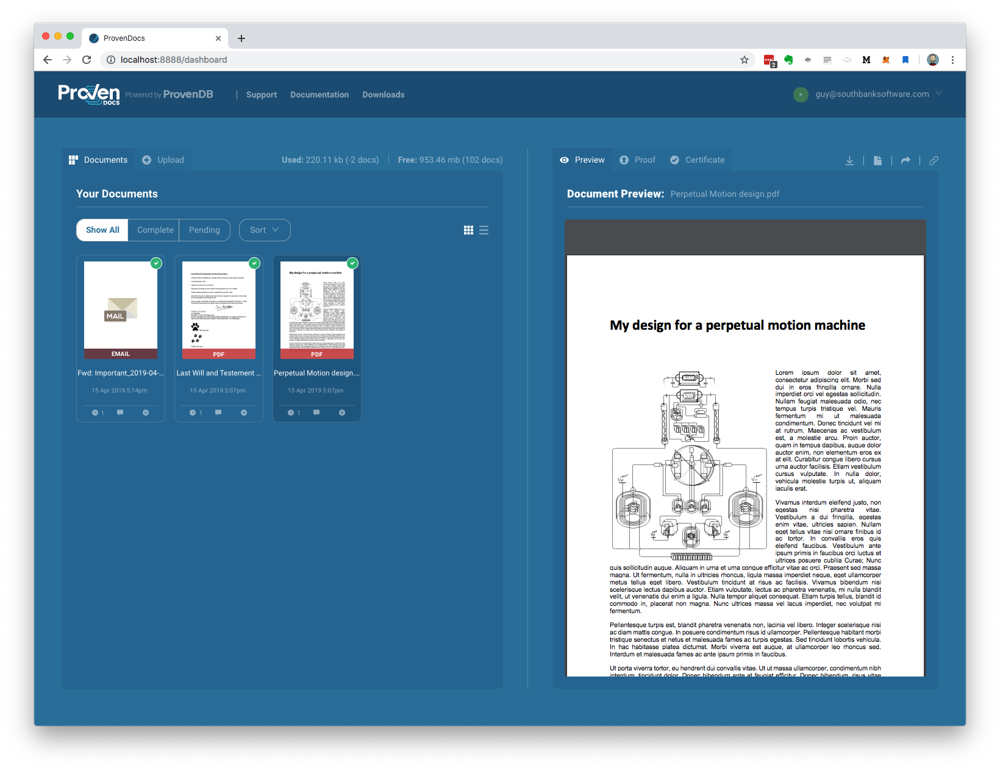 ProvenDocs
localhost:8888/dashboard
2
M
Proven DOCS
Powered by ProvenDB
Support
Documentation
Downloads
guy@southbanksoftware.com
Documents
Upload
Used: 220.11 kb (-2 docs)
Free: 953.46 mb (102 docs)
Your Documents
Show All
Complete
Pending
Sort
MAIL
EMAIL
Fwd: Important_2019-04-...
15 Apr 2019 5:14pm
1
PDF
Last Will and Testement ...
15 Apr 2019 5:07pm
1
My design for a perpetual motion machine
PDF
Perpetual Motion design....
15 Apr 2019 5:07pm
1
Preview
Proof
Certificate
Document Preview: Perpetual Motion design.pdf
My design for a perpetual motion machine
Lorem ipsum dolor sit amet,
consectetur adipiscing elit. Morbi sed
dui in eros fringilla ornare. Nulla
imperdiet orci vel egestas sollicitudin.
Nullam feugiat malesuada odio, nec
tempus turpis tristique vel. Mauris
fermentum mi ut malesuada
condimentum. Donec tincidunt vel mi
at rutrum. Maecenas ac vestibulum
est, a molestie arcu. Proin auctor,
quam in tempus dapibus, augue dolor
auctor enim, non elementum eros ex
at elit. Curabitur congue libero cursus
urna auctor facilisis. Etiam vestibulum
cursus vulputate. In nulla dolor,
vehicula molestie turpis ut, aliquam
iaculis erat.
Vivamus interdum eleifend justo, non
egestas nisi pharetra vitae.
Vestibulum a dui fringilla, egestas
enim vitae, ultricies sapien. Nullam
eget tellus vitae nisi ornare finibus id
ac tortor. In convallis eros quis
eleifend faucibus. Vestibulum ante
ipsum primis in faucibus orci luctus et
ultrices posuere cubilia Curae; Nunc
quis sollicitudin augue. Aliquam in urna et urna congue efficitur vitae ac orci. Praesent sed massa
magna. Ut fermentum, nulla in ultricies rhoncus, ligula massa imperdiet neque, eget ullamcorper
metus tellus eget libero. Vestibulum tincidunt at risus ac facilisis. Vivamus bibendum nisi
scelerisque lectus dapibus auctor. Etiam vulputate, lectus ac pharetra venenatis, mi nulla blandit
velit, ut venenatis dui enim a ligula. Nulla tempor aliquet consequat. Etiam turpis tellus, blandit id
commodo in, placerat non magna. Nunc ultrices massa vel lacus imperdiet, nec volutpat mi
fermentum.
Pellentesque turpis est, blandit pharetra venenatis non, lacinia vel libero. Integer scelerisque nisi
ac diam mattis congue. In posuere condimentum risus id ullamcorper. Pellentesque habitant morbi
tristique senectus et netus et malesuada fames ac turpis egestas. Sed tincidunt lobortis vehicula.
In hac habitasse platea dictumst. Morbi viverra est augue, at ullamcorper leo rhoncus sed.
Interdum et malesuada fames ac ante ipsum primis in faucibus.
Ut porta viverra tortor, eu hendrerit dui convallis vitae. Ut ut massa ullamcorper, condimentum nibh
interdum, tincidunt dolor. Donec bibendum ante at feugiat efficitur. Donec bibendum, risus vitae